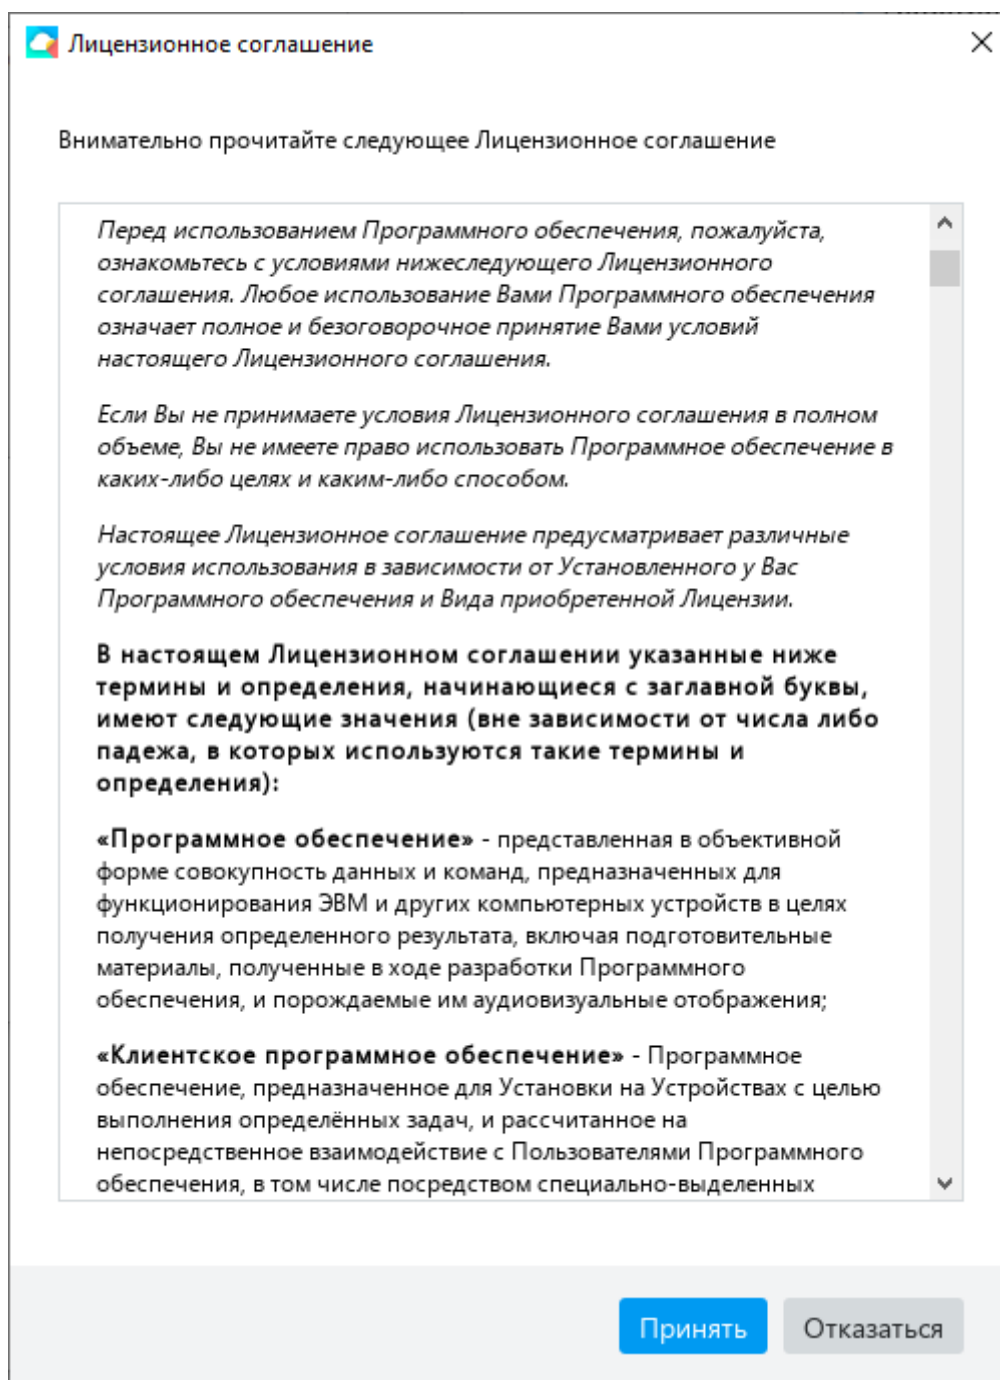 Лицензионное соглашение
Внимательно прочитайте следующее Лицензионное соглашение
Перед использованием Программного обеспечения, пожалуйста,
ознакомьтесь с условиями нижеследующего Лицензионного
соглашения. Любое использование Вами Программного обеспечения
означает полное и безоговорочное принятие Вами условий
настоящего Лицензионного соглашения.
Если Вы не принимаете условия Лицензионного соглашения в полном
объеме, Вы не имеете право использовать Программное обеспечение в
каких-либо целях и каким-либо способом.
Настоящее Лицензионное соглашение предусматривает различные
условия использования в зависимости от Установленного у Вас
Программного обеспечения и Вида приобретенной Лицензии.
В настоящем Лицензионном соглашении указанные ниже
термины и определения, начинающиеся с заглавной буквы,
имеют следующие значения (вне зависимости от числа либо
падежа, в которых используются такие термины и
определения):
«Программное обеспечение» - представленная в объективной
форме совокупность данных и команд, предназначенных для
функционирования ЭВМ и других компьютерных устройств в целях
получения определенного результата, включая подготовительные
материалы, полученные в ходе разработки Программного
обеспечения, и порождаемые им аудиовизуальные отображения;
«Клиентское программное обеспечение» - Программное
обеспечение, предназначенное для Установки на Устройствах с целью
выполнения определённых задач, и рассчитанное на
непосредственное взаимодействие с Пользователями Программного
обеспечения, в том числе посредством специально-выделенных
Принять
Отказаться